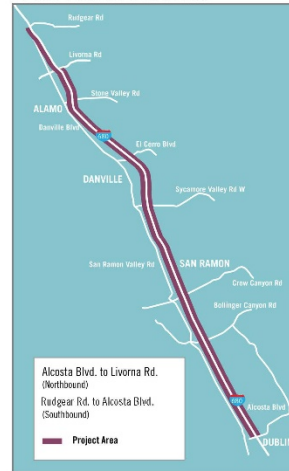 Rudgear Rd
Livorna Rd
Stone Valley Rd
ALAMO
Danville Blvd
680
El Cerro Blvd
DANVILLE
Sycamore Valley Rd W
San Ramon Valley Rd
SAN RAMON
Crow Canyon Rd
Bollinger Canyon Rd
Alcosta Blvd. to Livorna Rd.
(Northbound)
Rudgear Rd. to Alcosta Blvd.
(Southbound)
Project Area
680
Alcosta Blvd
DUBLIN